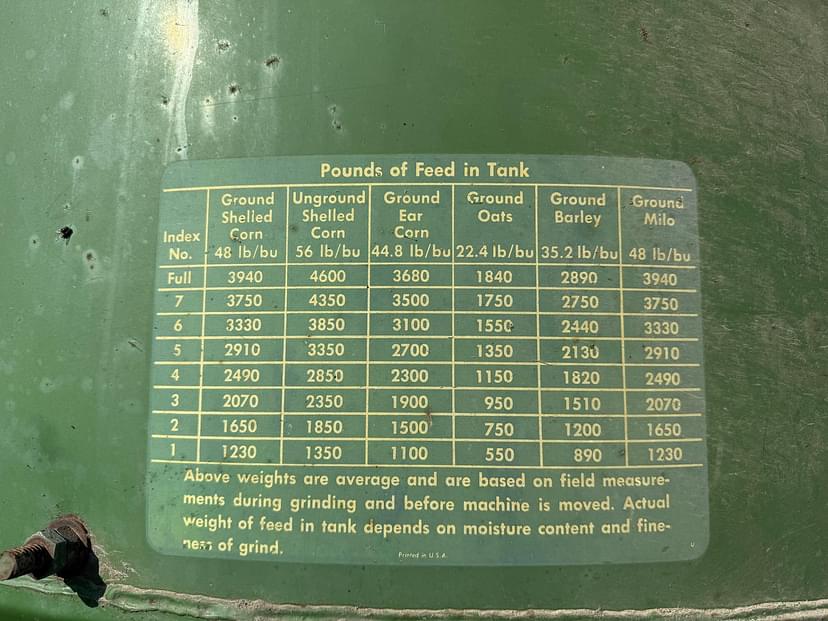 Pounds of Feed in Tank
Index No. | Ground Shelled Corn 48 lb/bu | Unground Shelled Corn 56 lb/bu | Ground Ear Corn 44.8 lb/bu | Ground Oats 22.4 lb/bu | Ground Barley 35.2 lb/bu | Ground Milo 48 lb/bu
Full 3940 4600 3680 1840 2890 3940
7 3750 4350 3500 1750 2750 3750
6 3330 3850 3100 1550 2440 3330
5 2910 3350 2700 1350 2130 2910
4 2490 2850 2300 1150 1820 2490
3 2070 2350 1900 950 1510 2070
2 1650 1850 1500 750 1200 1650
1 1230 1350 1100 550 890 1230
Above weights are average and are based on field measure-
ments during grinding and before machine is moved. Actual
weight of feed in tank depends on moisture content and fine-
ness of grind.
Printed in U.S.A.